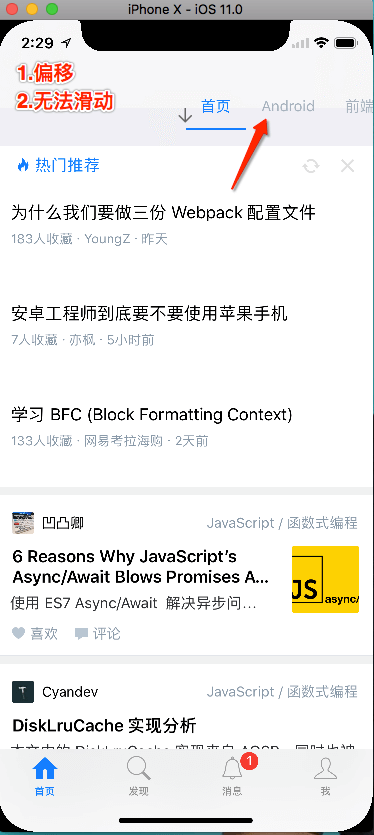 iPhone X - iOS 11.0
2:29
1.偏移
2.无法滑动
首页 Android 前端
热门推荐
为什么我们要做三份 Webpack 配置文件
183人收藏 · YoungZ · 昨天
安卓工程师到底要不要使用苹果手机
7人收藏 · 亦枫 · 5小时前
学习 BFC (Block Formatting Context)
133人收藏 · 网易考拉海购 · 2天前
凹凸卿 JavaScript / 函数式编程
6 Reasons Why JavaScript's
Async/Await Blows Promises A...
使用 ES7 Async/Await 解决异步问...
JS
async/
喜欢 评论
Cyandev JavaScript / 函数式编程
DiskLruCache 实现分析
1
首页 发现 消息 我